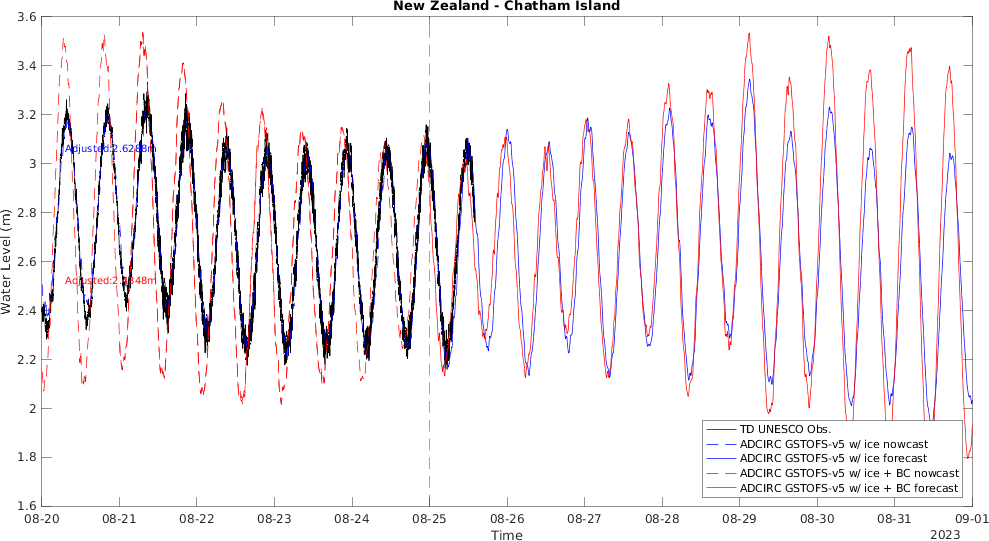 New Zealand - Chatham Island
3.6
3.4
3.2
3
2.8
2.6
2.4
2.2
2
1.8
1.6
Water Level (m)
Adjusted:2.6288m
TD UNESCO Obs.
ADCIRC GSTOFS-v5 w/ ice nowcast
ADCIRC GSTOFS-v5 w/ ice forecast
ADCIRC GSTOFS-v5 w/ ice + BC nowcast
ADCIRC GSTOFS-v5 w/ ice + BC forecast
08-20 08-21 08-22 08-23 08-24 08-25 08-26 08-27 08-28 08-29 08-30 08-31 09-01
Time
2023